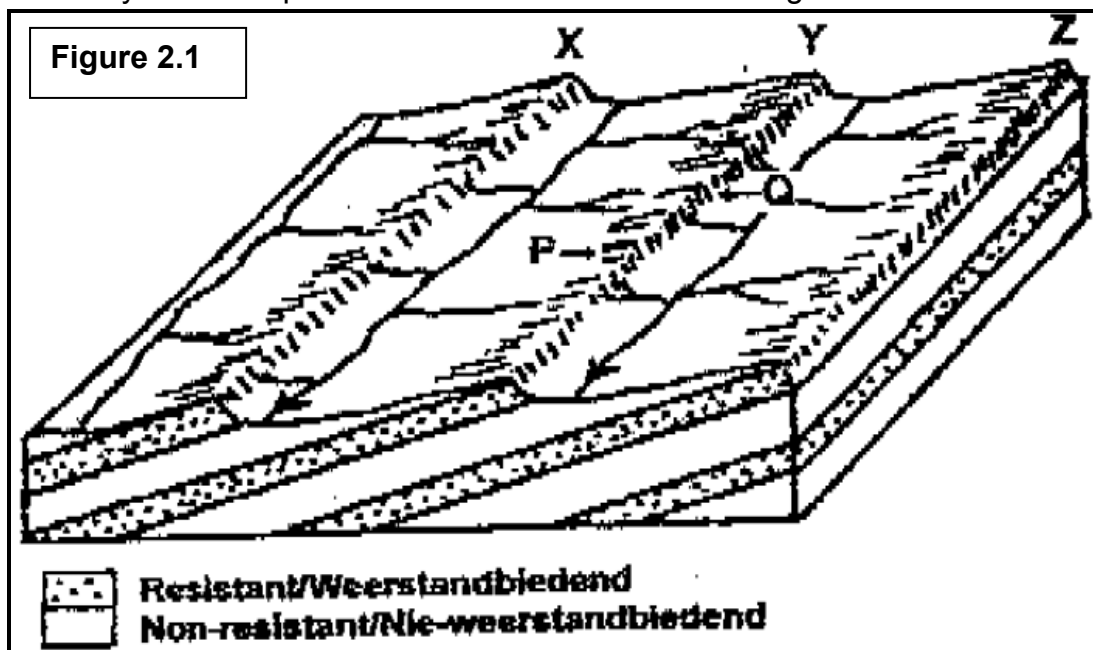 Figure 2.1
X
Y
Z
Q
P
Resistant/Weerstandbiedend
Non-resistant/Nie-weerstandbiedend